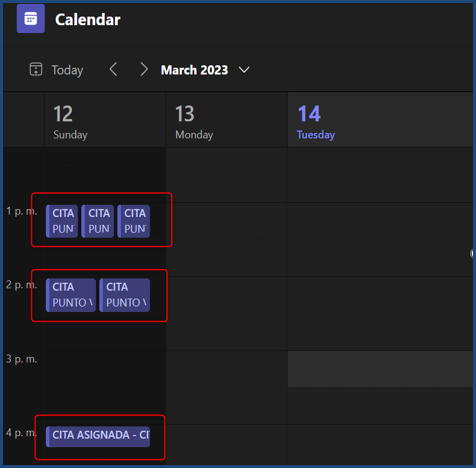 Calendar
Today
March 2023
12
13
14
Sunday
Monday
Tuesday
1 p. m.
CITA CITA CITA
PUN PUN PUN
2 p. m.
CITA CITA
PUNTO PUNTO
3 p. m.
4 p. m.
CITA ASIGNADA - CI